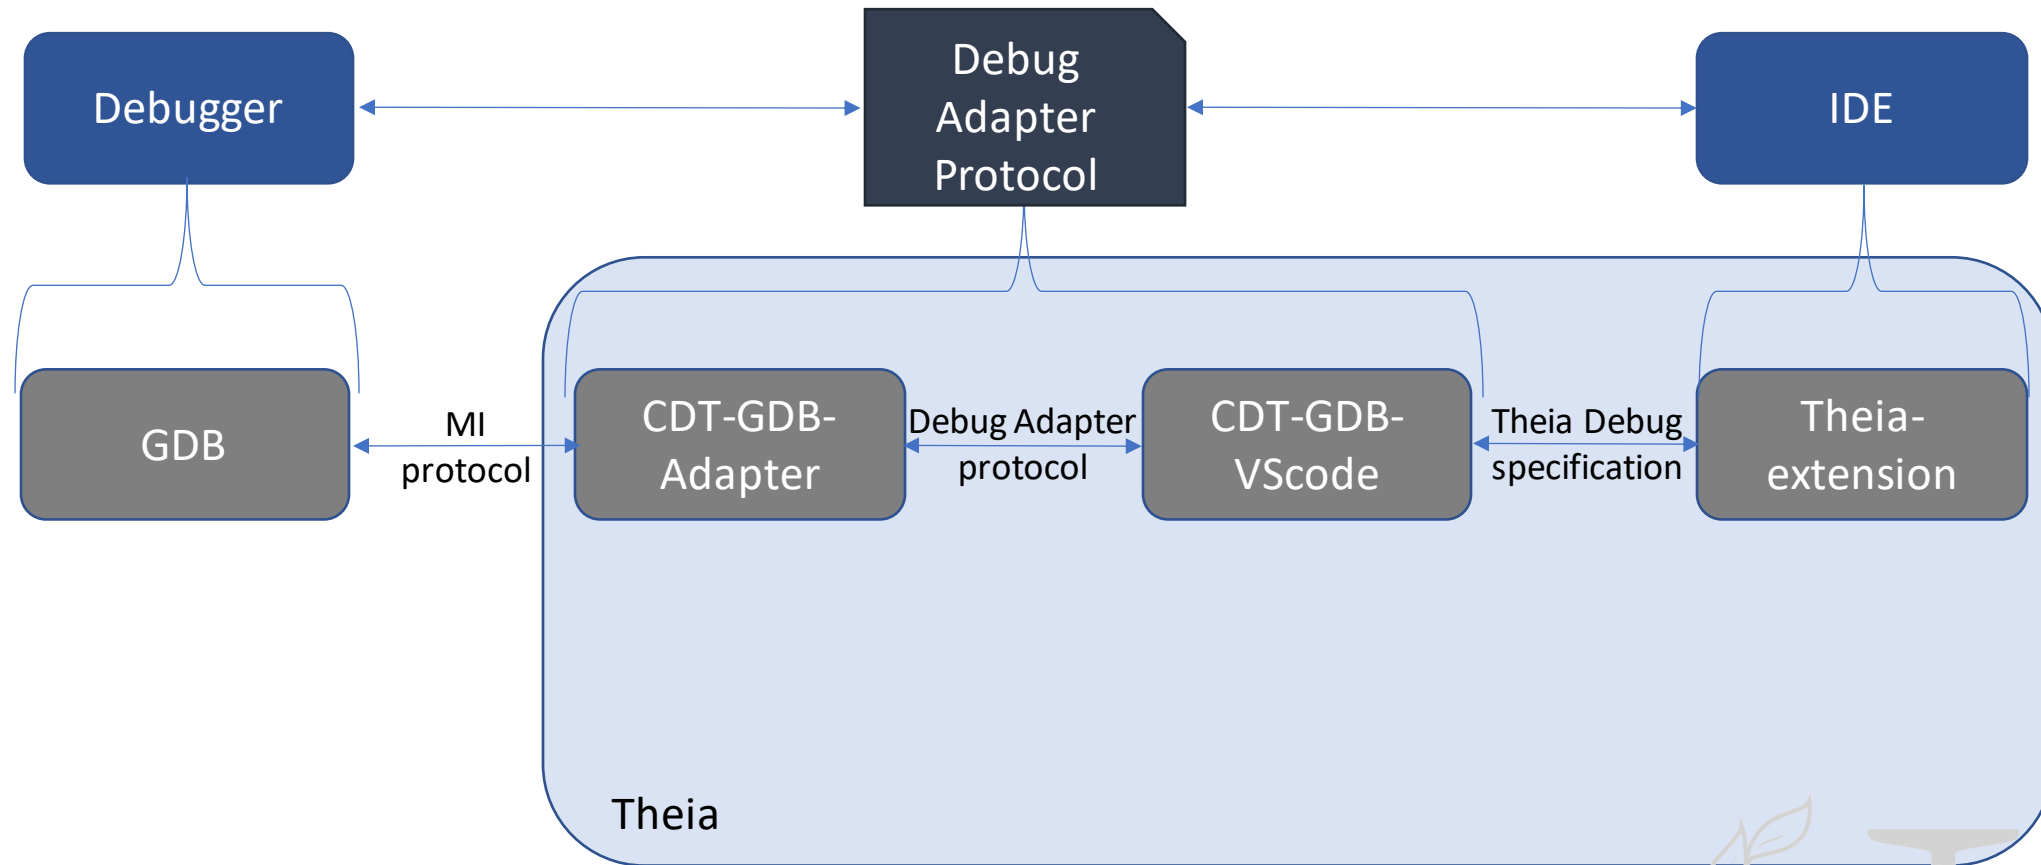 Debugger
Debug
Adapter
Protocol
IDE
GDB
MI
protocol
CDT-GDB-
Adapter
Debug Adapter
protocol
CDT-GDB-
VScode
Theia Debug
specification
Theia-
extension
Theia